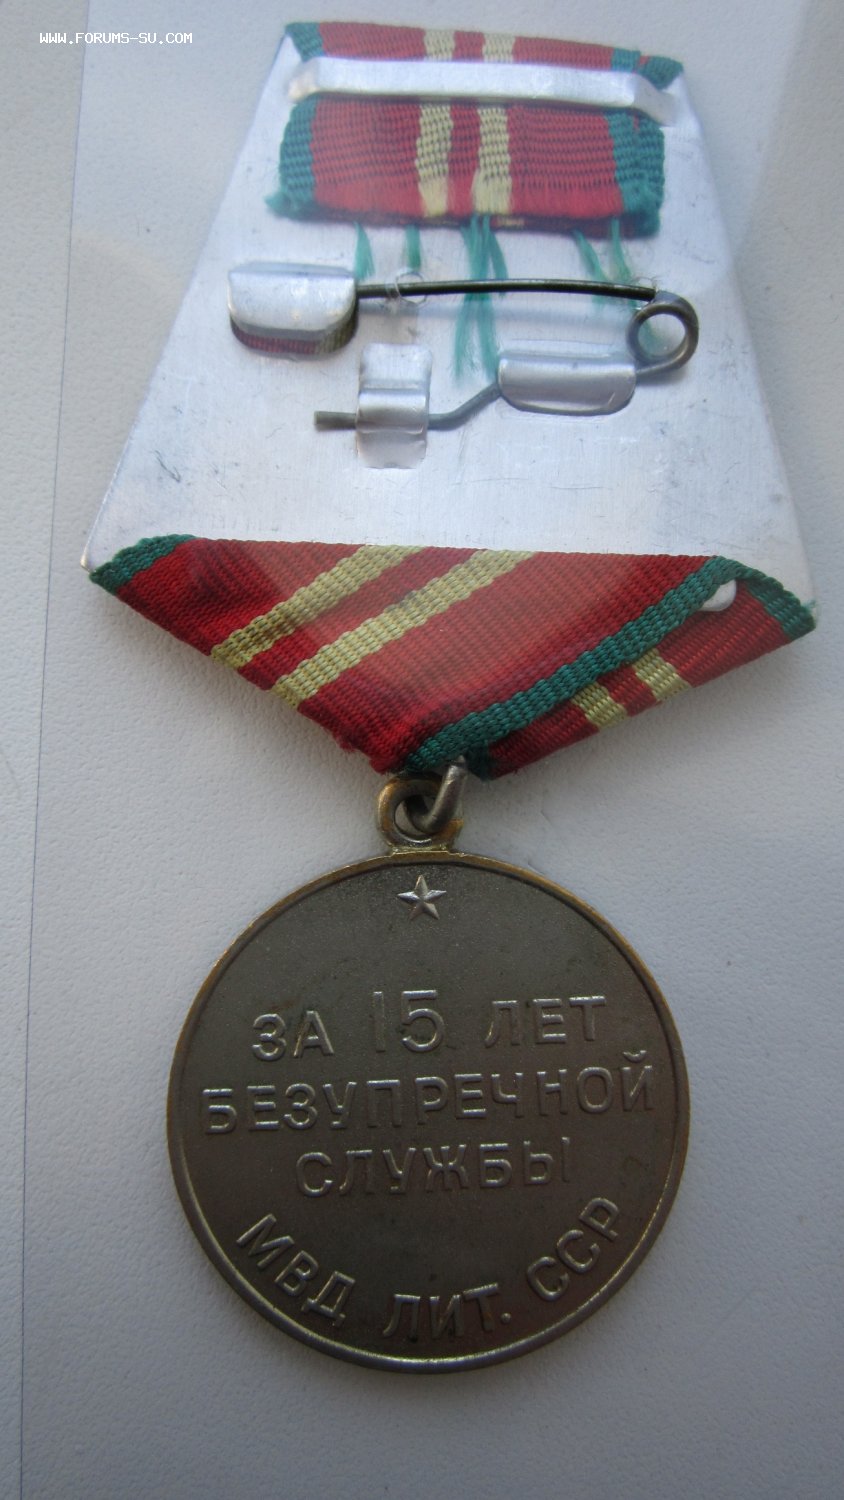 WWW.FORUMS-SU.COM
ЗА 15 ЛЕТ
БЕЗУПРЕЧНОЙ
СЛУЖБЫ
МВД ЛИТ. ССР